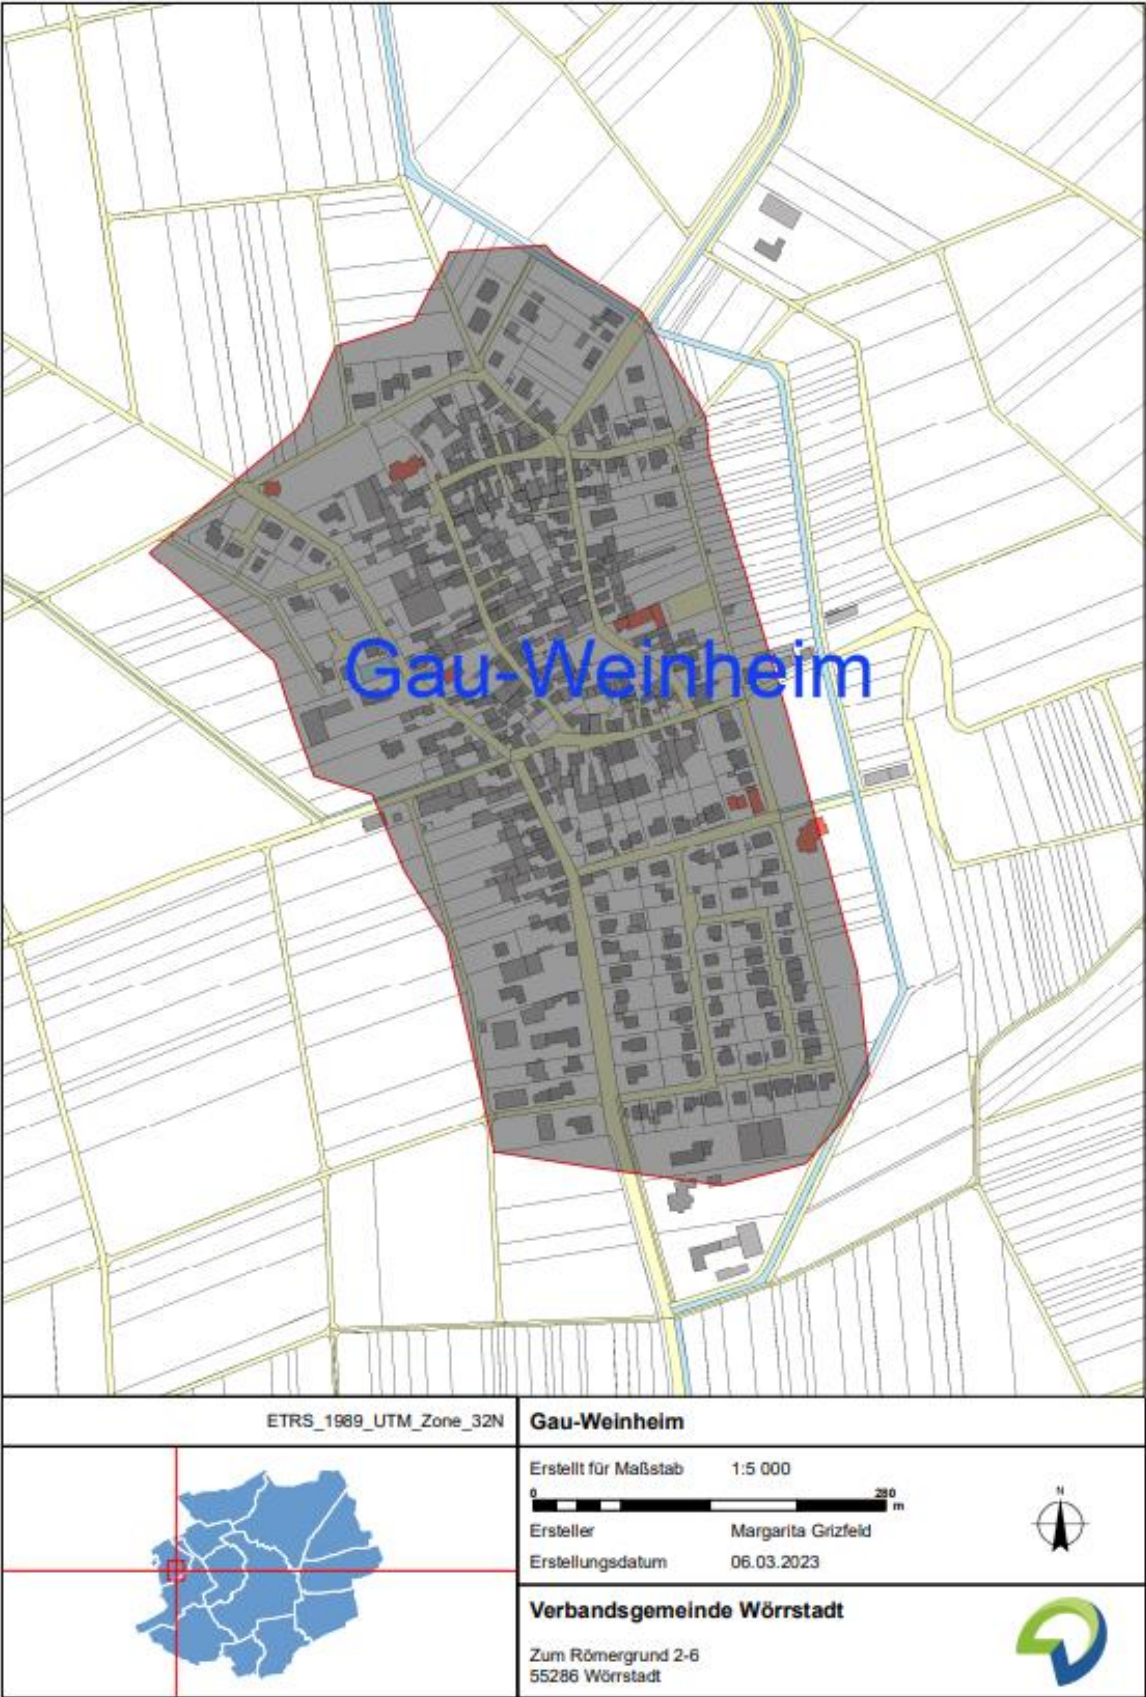 Gau-Weinheim
ETRS_1989_UTM_Zone_32N
Gau-Weinheim
Erstellt für Maßstab 1:5 000
0 280 m
Ersteller Margarita Grizfeld
Erstellungsdatum 06.03.2023
N
Verbandsgemeinde Wörrstadt
Zum Römergrund 2-6
55286 Wörrstadt